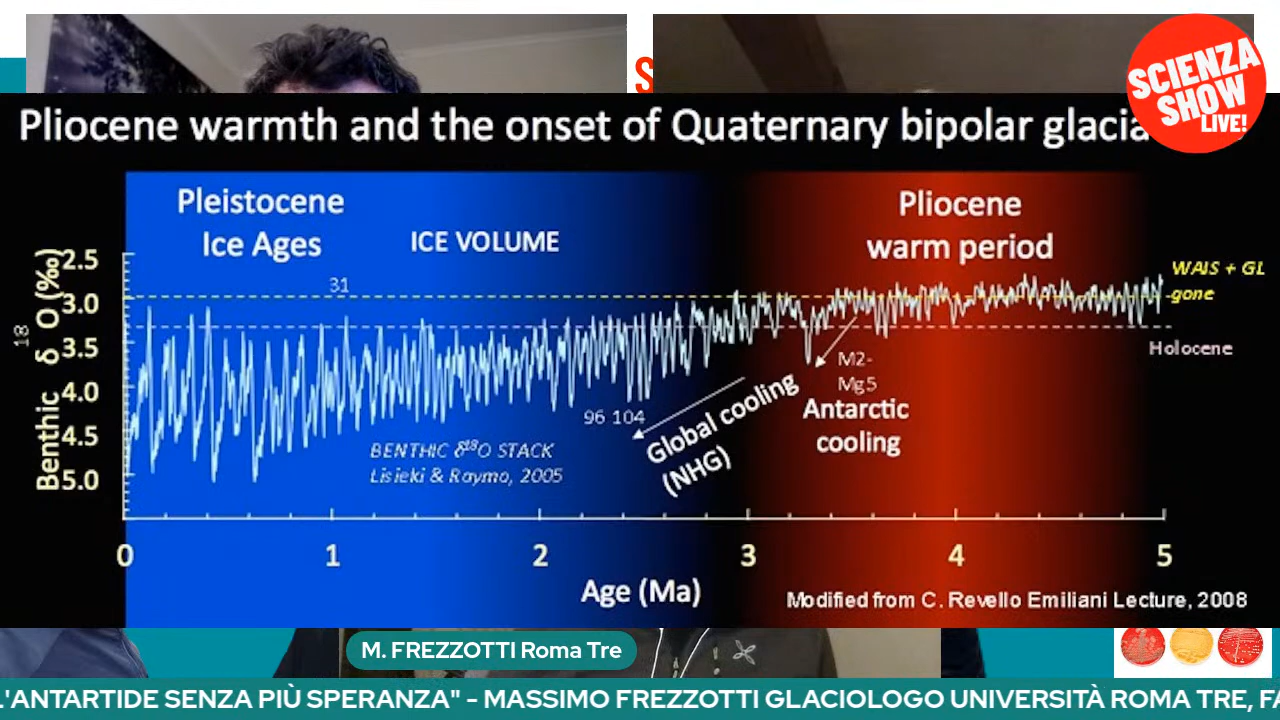 SCIENZA
SHOW
LIVE!
S
Pliocene warmth and the onset of Quaternary bipolar glacia
Pleistocene
Ice Ages
ICE VOLUME
Pliocene
warm period
Benthic δ 18 O (‰)
2.5
3.0
3.5
4.0
4.5
5.0
31
WAIS + GL
gone
Holocene
M2-
Mg5
Antarctic
cooling
96 104
Global cooling
(NHG)
BENTHIC δ18O STACK
Lisieki & Raymo, 2005
0 1 2 3 4 5
Age (Ma)
Modified from C. Revello Emiliani Lecture, 2008
M. FREZZOTTI Roma Tre
L'ANTARTIDE SENZA PIÙ SPERANZA" - MASSIMO FREZZOTTI GLACIOLOGO UNIVERSITÀ ROMA TRE, FA